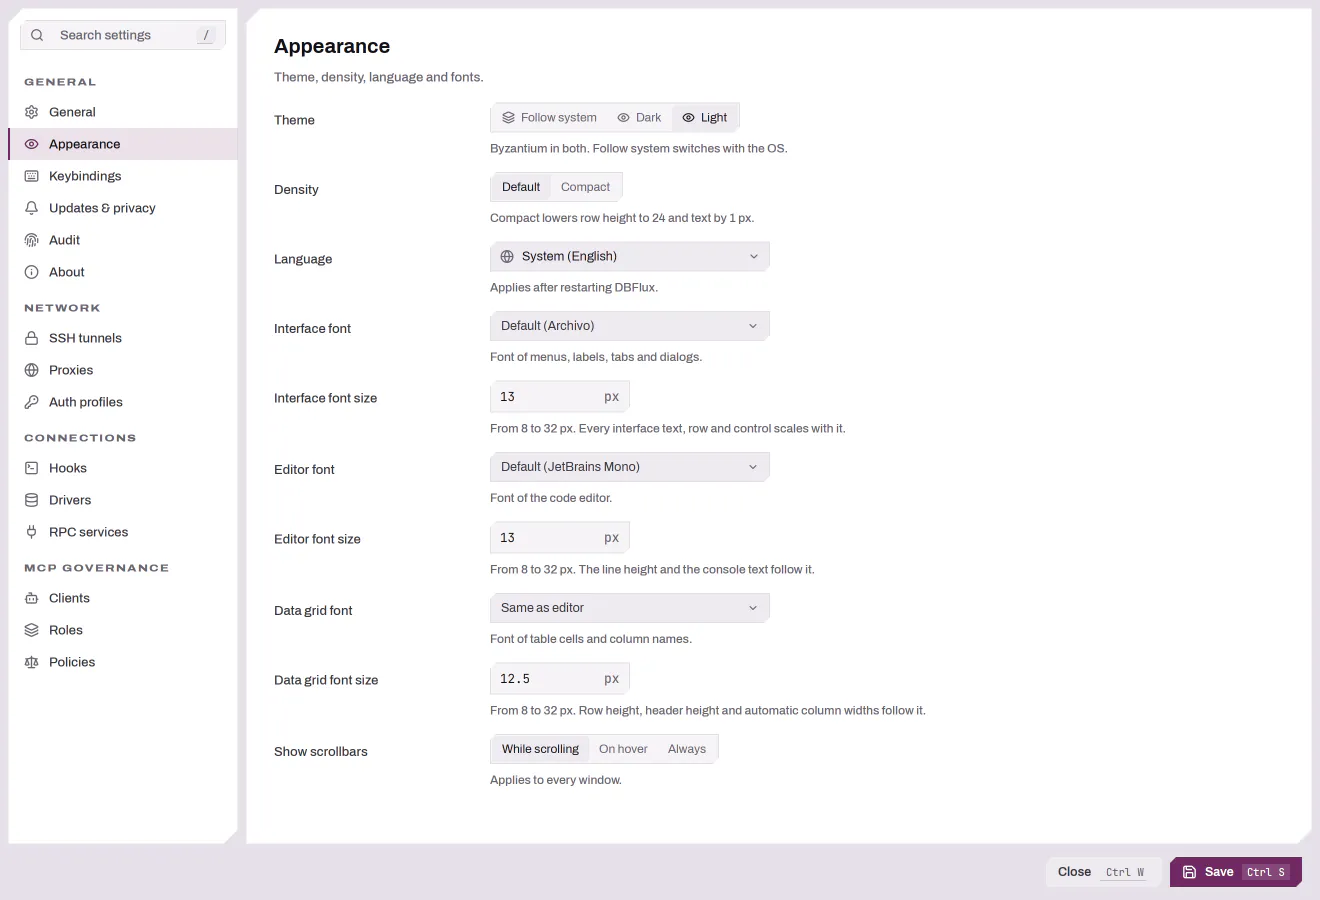 Search settings /
GENERAL
General
Appearance
Keybindings
Updates & privacy
Audit
About
NETWORK
SSH tunnels
Proxies
Auth profiles
CONNECTIONS
Hooks
Drivers
RPC services
MCP GOVERNANCE
Clients
Roles
Policies
Appearance
Theme, density, language and fonts.
Theme
Follow system Dark Light
Byzantium in both. Follow system switches with the OS.
Density
Default Compact
Compact lowers row height to 24 and text by 1 px.
Language
System (English)
Applies after restarting DBFlux.
Interface font
Default (Archivo)
Font of menus, labels, tabs and dialogs.
Interface font size
13 px
From 8 to 32 px. Every interface text, row and control scales with it.
Editor font
Default (JetBrains Mono)
Font of the code editor.
Editor font size
13 px
From 8 to 32 px. The line height and the console text follow it.
Data grid font
Same as editor
Font of table cells and column names.
Data grid font size
12.5 px
From 8 to 32 px. Row height, header height and automatic column widths follow it.
Show scrollbars
While scrolling On hover Always
Applies to every window.
Close Ctrl W
Save Ctrl S